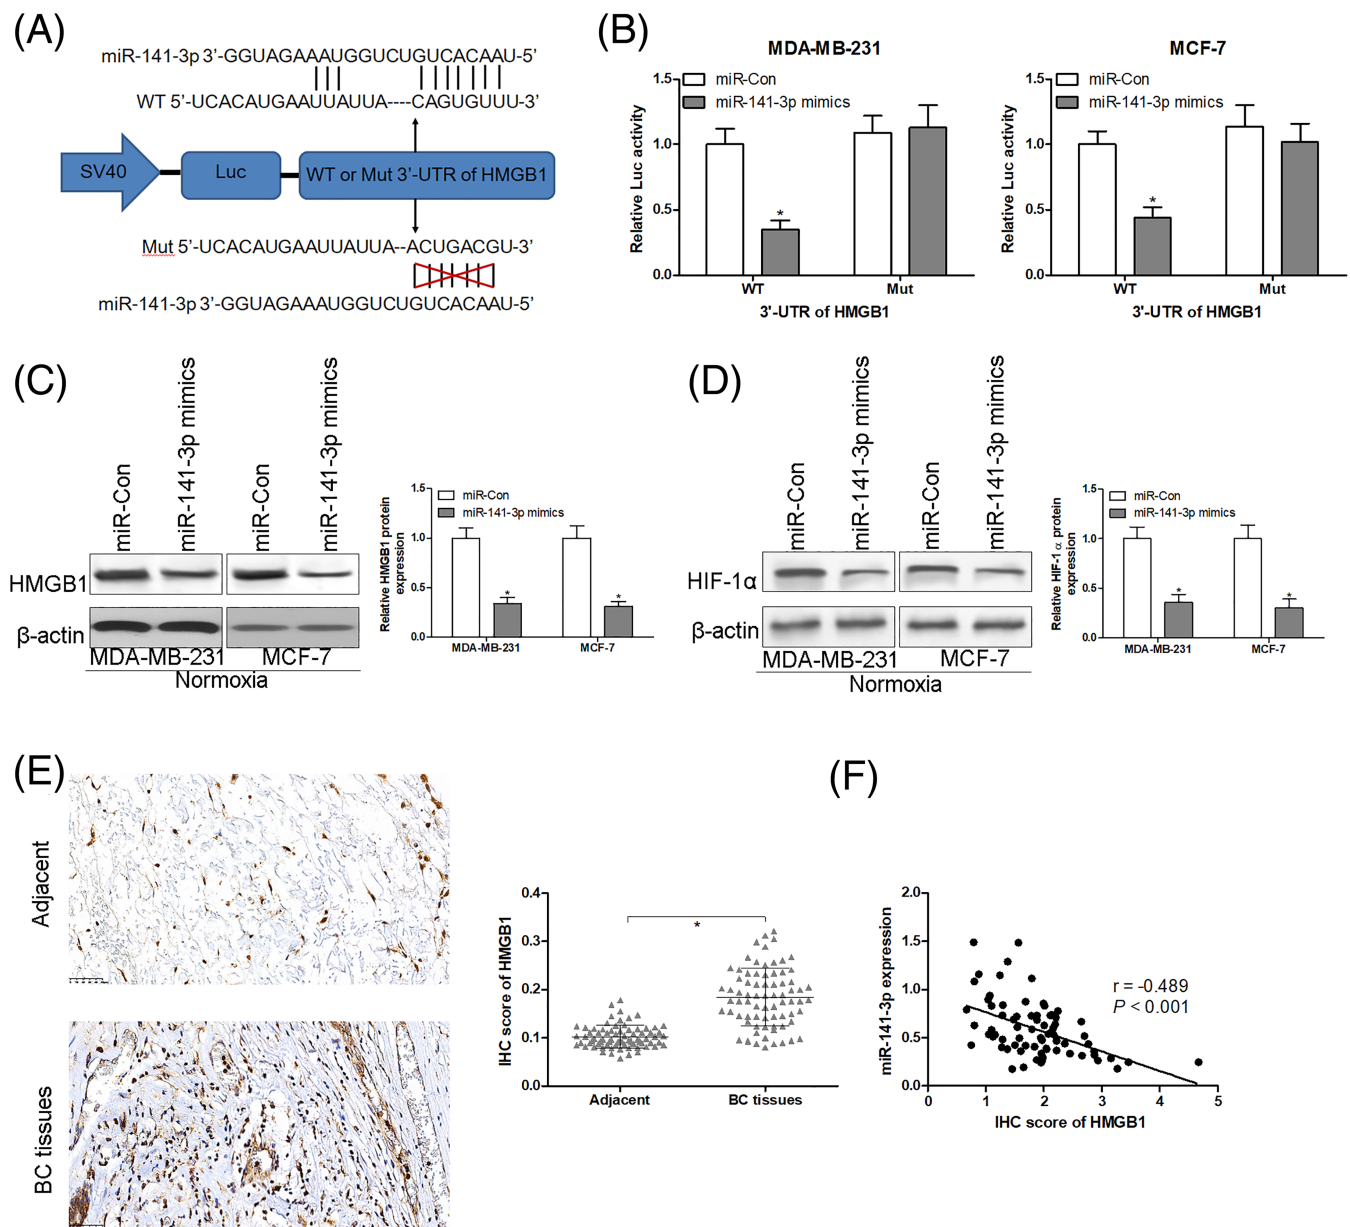 (A)
miR-141-3p 3'-GGUAGAAAUGGUCUGUCACAAU-5'
WT 5'-UCACAUGAAUUAUUA----CAGUGUUU-3'
SV40
Luc
WT or Mut 3'-UTR of HMGB1
Mut 5'-UCACAUGAAUUAUUA--ACUGACGU-3'
miR-141-3p 3'-GGUAGAAAUGGUCUGUCACAAU-5'
(B)
MDA-MB-231
miR-Con
miR-141-3p mimics
Relative Luc activity
1.5
1.0
0.5
0.0
*
WT
Mut
3'-UTR of HMGB1
MCF-7
miR-Con
miR-141-3p mimics
Relative Luc activity
1.5
1.0
0.5
0.0
*
WT
Mut
3'-UTR of HMGB1
(C)
miR-Con
miR-141-3p mimics
miR-Con
miR-141-3p mimics
HMGB1
β-actin
MDA-MB-231
MCF-7
Normoxia
Relative HMGB1 protein
expression
1.5
1.0
0.5
0.0
miR-Con
miR-141-3p mimics
*
*
MDA-MB-231
MCF-7
(D)
miR-Con
miR-141-3p mimics
miR-Con
miR-141-3p mimics
HIF-1α
β-actin
MDA-MB-231
MCF-7
Normoxia
Relative HIF-1 α protein
expression
1.5
1.0
0.5
0.0
miR-Con
miR-141-3p mimics
*
*
MDA-MB-231
MCF-7
(E)
Adjacent
BC tissues
IHC score of HMGB1
0.4
0.3
0.2
0.1
0.0
*
Adjacent
BC tissues
(F)
miR-141-3p expression
2.0
1.5
1.0
0.5
0.0
r = -0.489
P < 0.001
0
1
2
3
4
5
IHC score of HMGB1